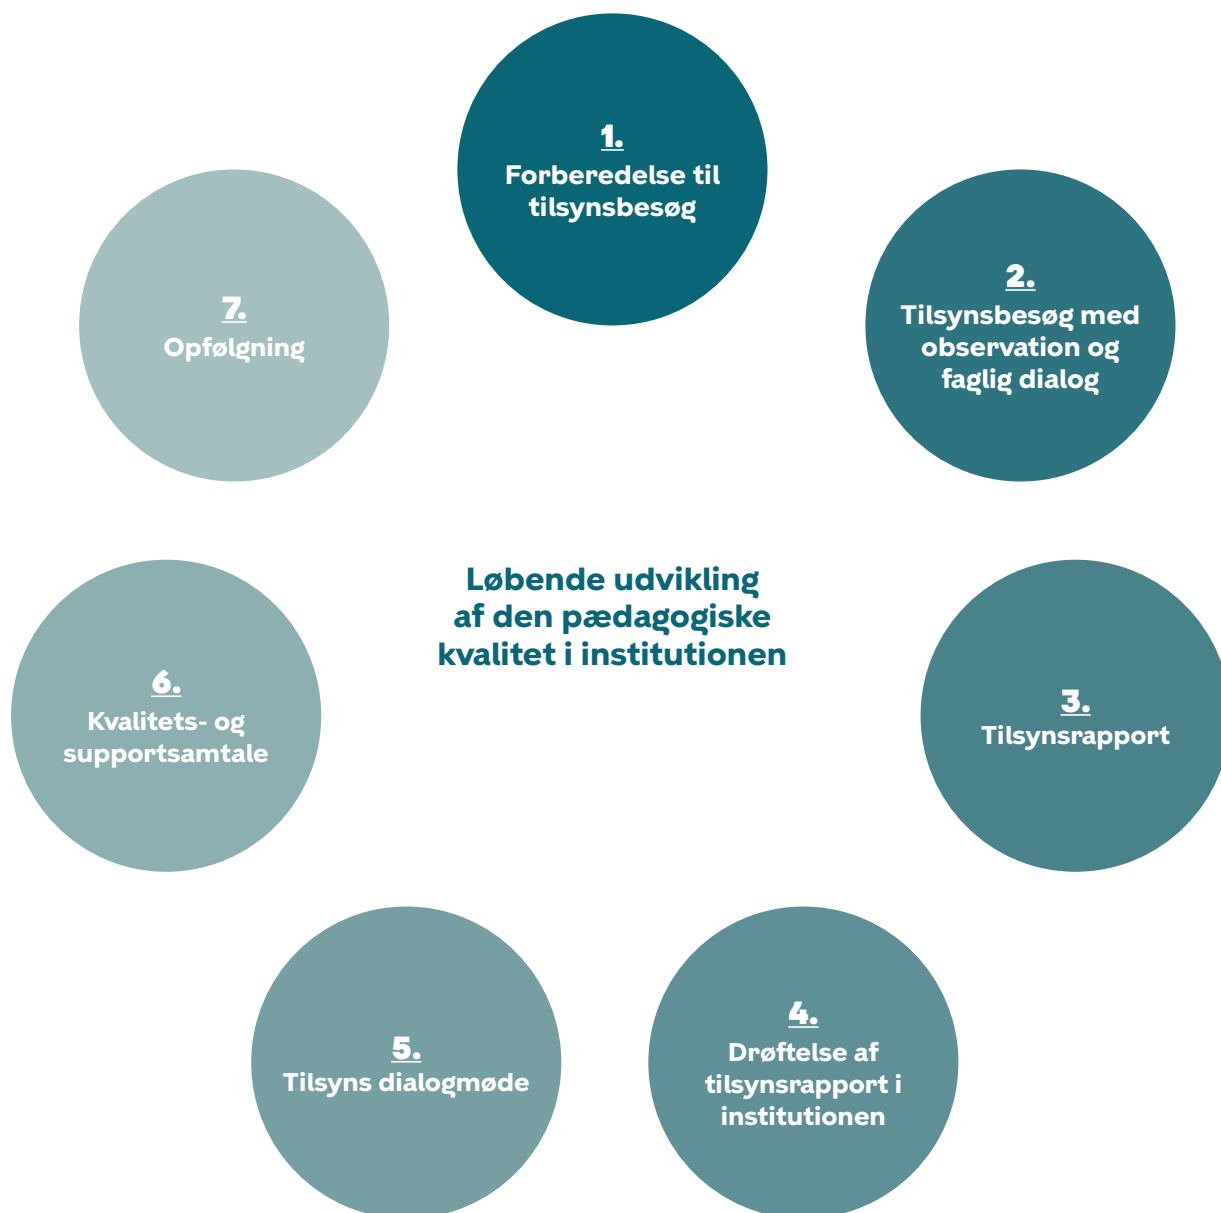 1.
Forberedelse til
tilsynsbesøg
2.
Tilsynsbesøg med
observation og
faglig dialog
3.
Tilsynsrapport
4.
Drøftelse af
tilsynsrapport i
institutionen
5.
Tilsyns dialogmøde
6.
Kvalitets- og
supportsamtale
7.
Opfølgning
Løbende udvikling
af den pædagogiske
kvalitet i institutionen